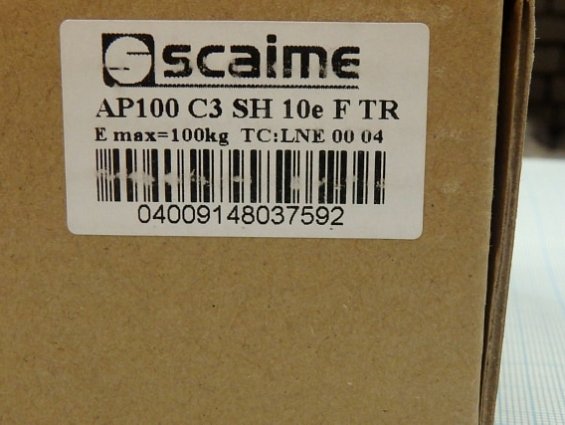 scaime
AP100 C3 SH 10e F TR
E max=100kg TC:LNE 00 04
04009148037592